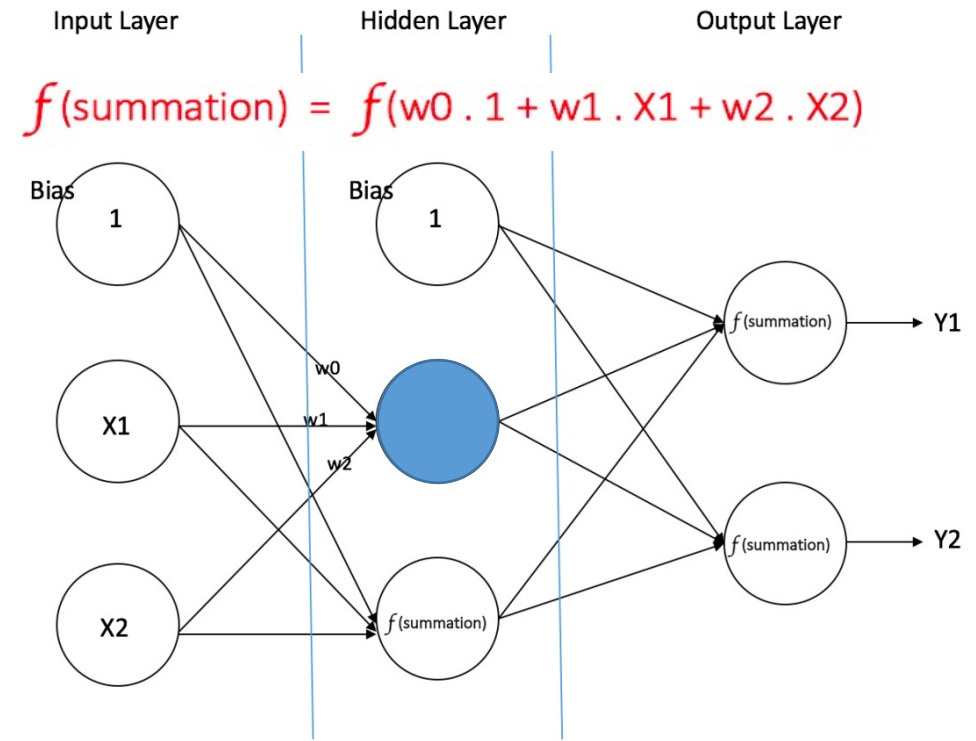 Input Layer Hidden Layer Output Layer
f(summation) = f(w0 . 1 + w1 . X1 + w2 . X2)
Bias Bias
1 1
f(summation) Y1
w0
w1
X1
w2
f(summation) Y2
X2 f(summation)